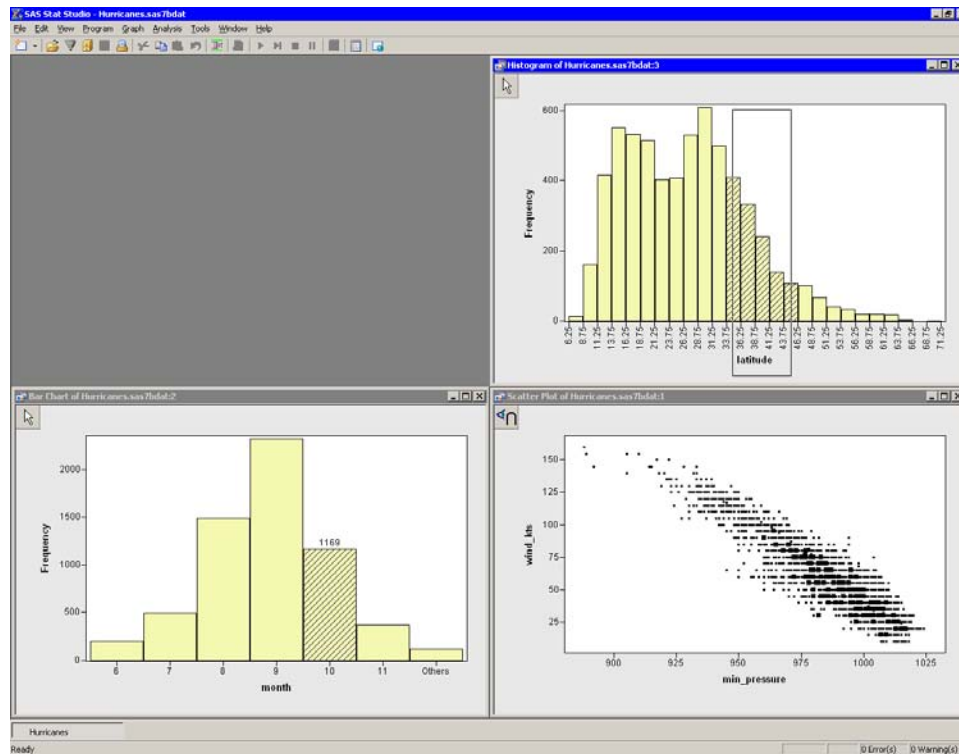 SAS Stat Studio - Hurricanes.sas7bdat
File Edit View Program Graph Analysis Tools Window Help
Histogram of Hurricanes.sas7bdat:3
600
400
200
0
Frequency
6.25 8.75 11.25 13.75 16.25 18.75 21.25 23.75 26.25 28.75 31.25 33.75 36.25 38.75 41.25 43.75 46.25 48.75 51.25 53.75 56.25 58.75 61.25 63.75 66.25 68.75 71.25
latitude
Bar Chart of Hurricanes.sas7bdat:2
2000
1500
1000
500
0
Frequency
1169
6 7 8 9 10 11 Others
month
Scatter Plot of Hurricanes.sas7bdat:1
150
125
100
75
50
25
wind_kts
900 925 950 975 1000 1025
min_pressure
Hurricanes
Ready 0 Error(s) 0 Warning(s)